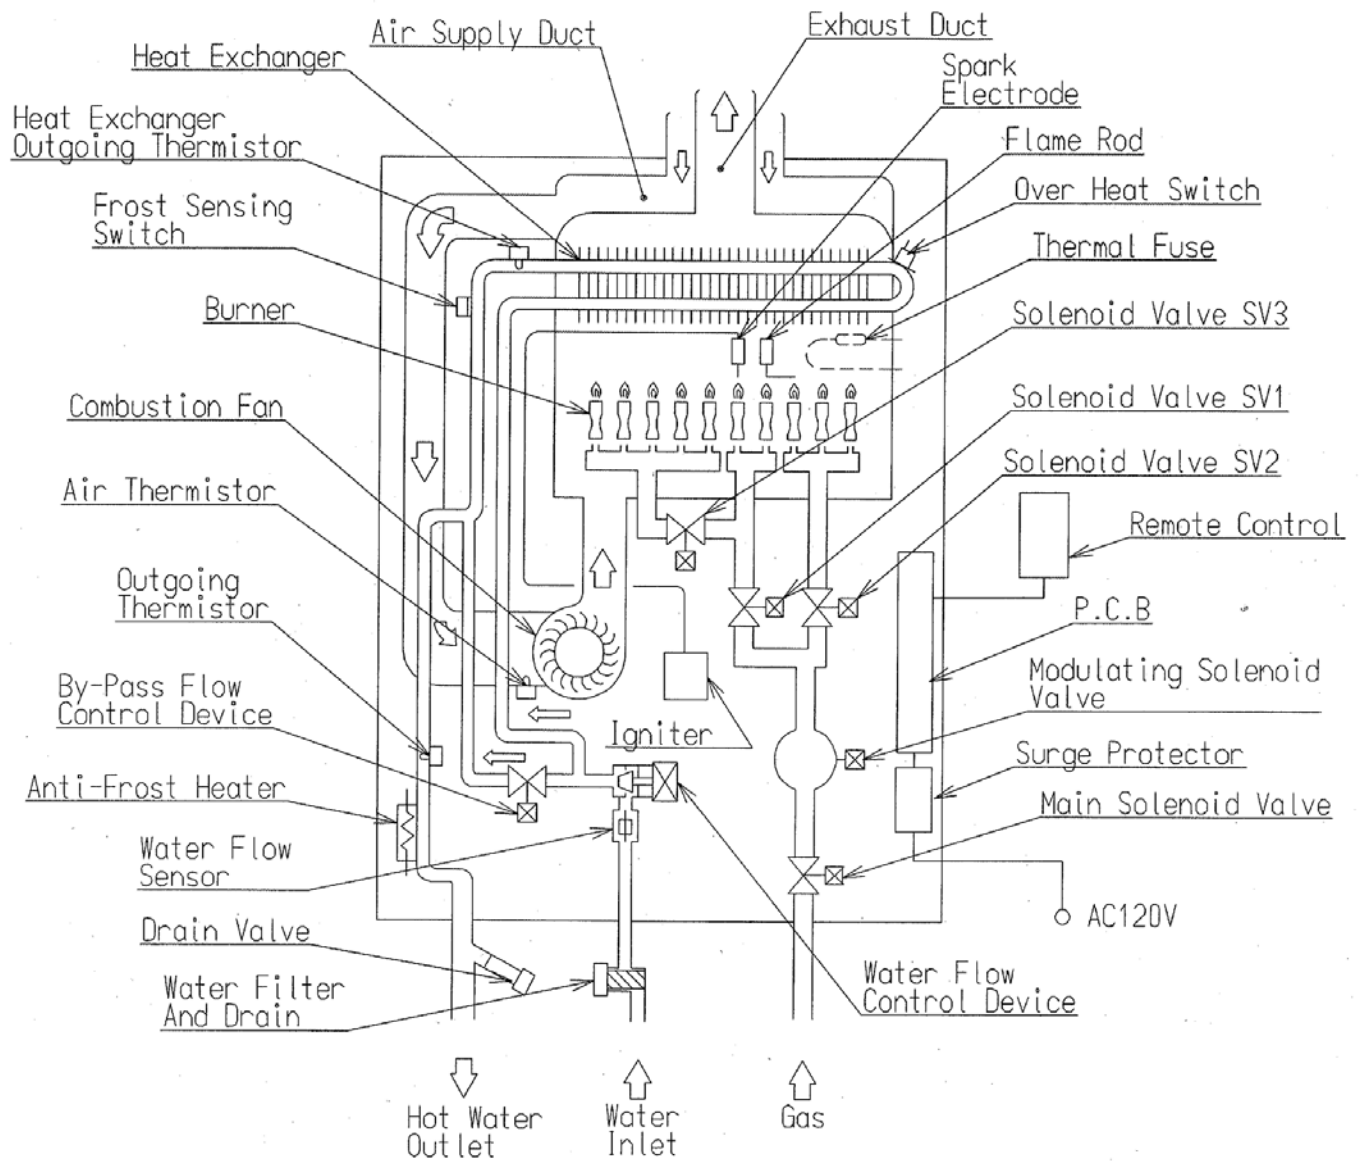 Air Supply Duct
Exhaust Duct
Heat Exchanger
Spark
Electrode
Heat Exchanger
Outgoing Thermistor
Flame Rod
Over Heat Switch
Frost Sensing
Switch
Thermal Fuse
Burner
Solenoid Valve SV3
Combustion Fan
Solenoid Valve SV1
Air Thermistor
Solenoid Valve SV2
Remote Control
Outgoing
Thermistor
P.C.B
By-Pass Flow
Control Device
Modulating Solenoid
Valve
Igniter
Surge Protector
Anti-Frost Heater
Main Solenoid Valve
Water Flow
Sensor
AC120V
Drain Valve
Water Filter
And Drain
Water Flow
Control Device
Hot Water
Outlet
Water
Inlet
Gas